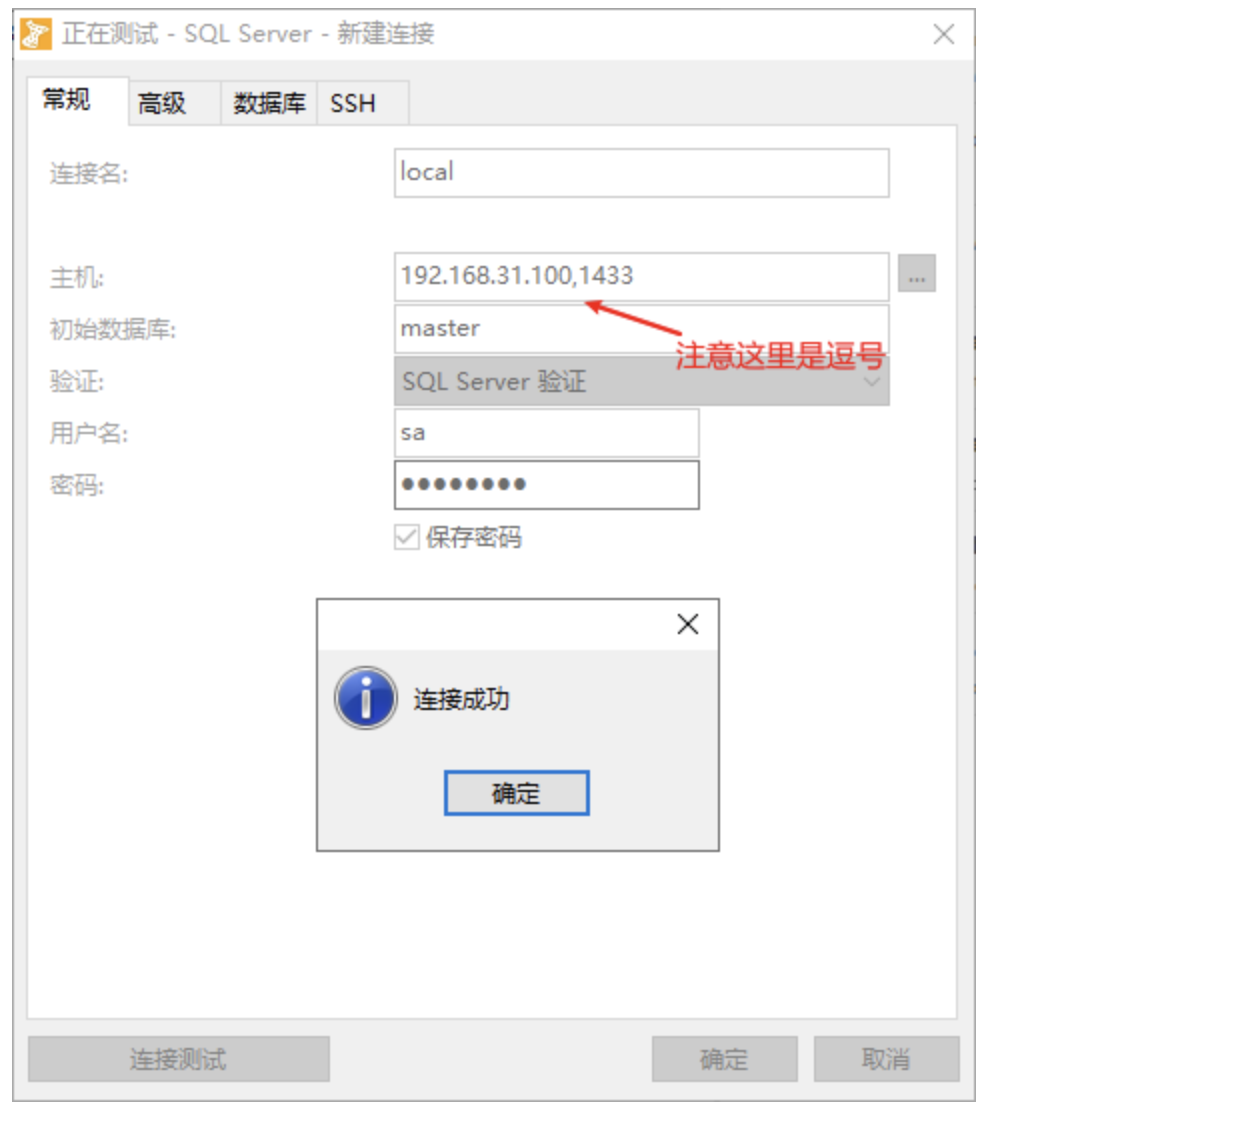 正在测试 - SQL Server - 新建连接
常规 高级 数据库 SSH
连接名: local
主机: 192.168.31.100,1433 ...
初始数据库: master
注意这里是逗号
验证: SQL Server 验证
用户名: sa
密码: ●●●●●●●●
保存密码
连接成功
确定
连接测试 确定 取消